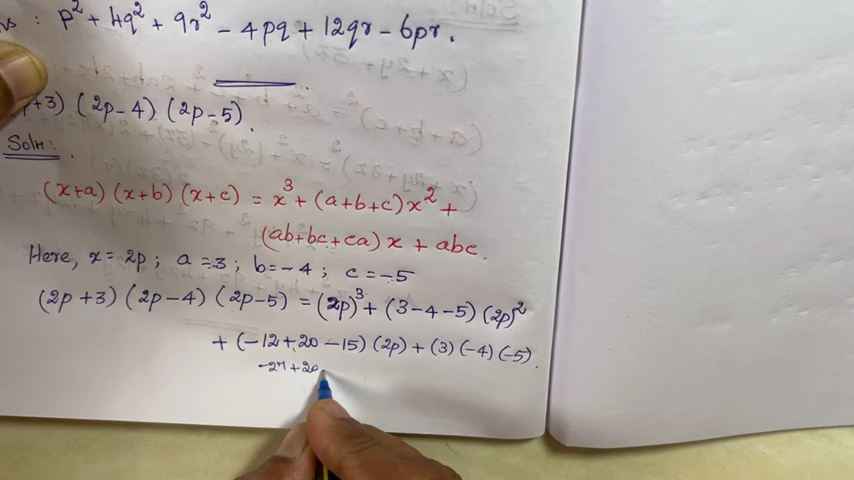 : p² + 4q² + 9r² - 4pq + 12qr - 6pr.
+3) (2p-4) (2p-5).
Soln:
(x+a) (x+b) (x+c) = x³ + (a+b+c)x² +
(ab+bc+ca)x + abc.
Here, x = 2p ; a = 3 ; b = -4 ; c = -5
(2p+3) (2p-4) (2p-5) = (2p)³ + (3-4-5) (2p)²
+ (-12+20-15) (2p) + (3) (-4) (-5).
-27+20